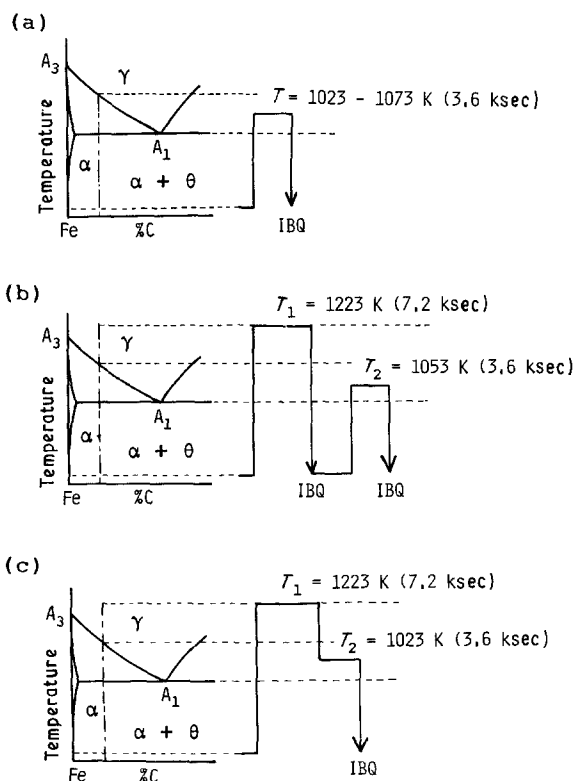 (a)
A3
γ
T = 1023 - 1073 K (3.6 ksec)
A1
α
α + θ
Temperature
Fe
%C
IBQ
(b)
T1 = 1223 K (7.2 ksec)
A3
γ
T2 = 1053 K (3.6 ksec)
A1
α
α + θ
Temperature
Fe
%C
IBQ
IBQ
(c)
T1 = 1223 K (7.2 ksec)
A3
γ
T2 = 1023 K (3.6 ksec)
A1
α
α + θ
Temperature
Fe
%C
IBQ